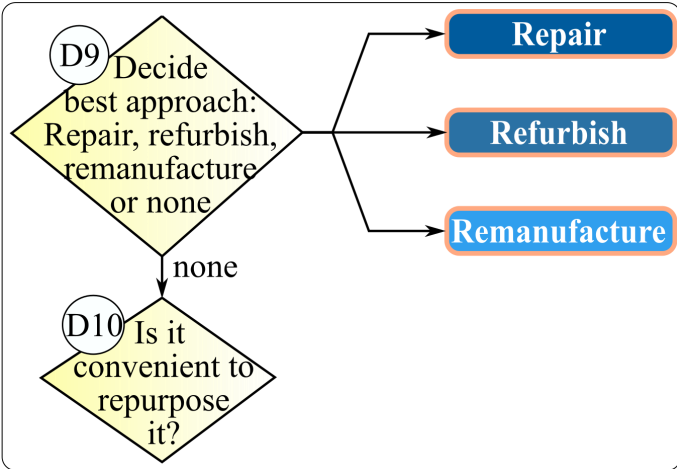 D9
Decide
best approach:
Repair, refurbish,
remanufacture
or none
Repair
Refurbish
Remanufacture
none
D10
Is it
convenient to
repurpose
it?